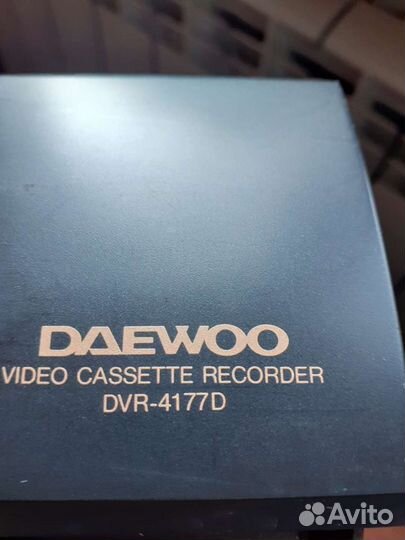 DAEWOO
VIDEO CASSETTE RECORDER
DVR-4177D
Avito